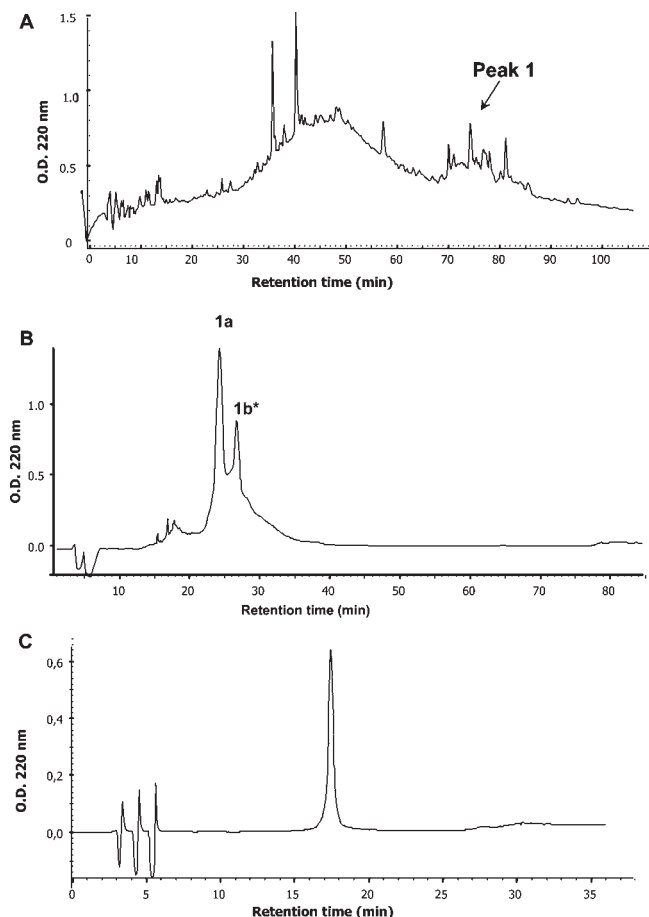 A
Peak 1
1.5
1.0
0.5
0
O.D. 220 nm
0 10 20 30 40 50 60 70 80 90 100
Retention time (min)
B
1a
1b*
1.0
0.5
0.0
O.D. 220 nm
10 20 30 40 50 60 70 80
Retention time (min)
C
0,6
0,4
0,2
0,0
O.D. 220 nm
0 5 10 15 20 25 30 35
Retention time (min)